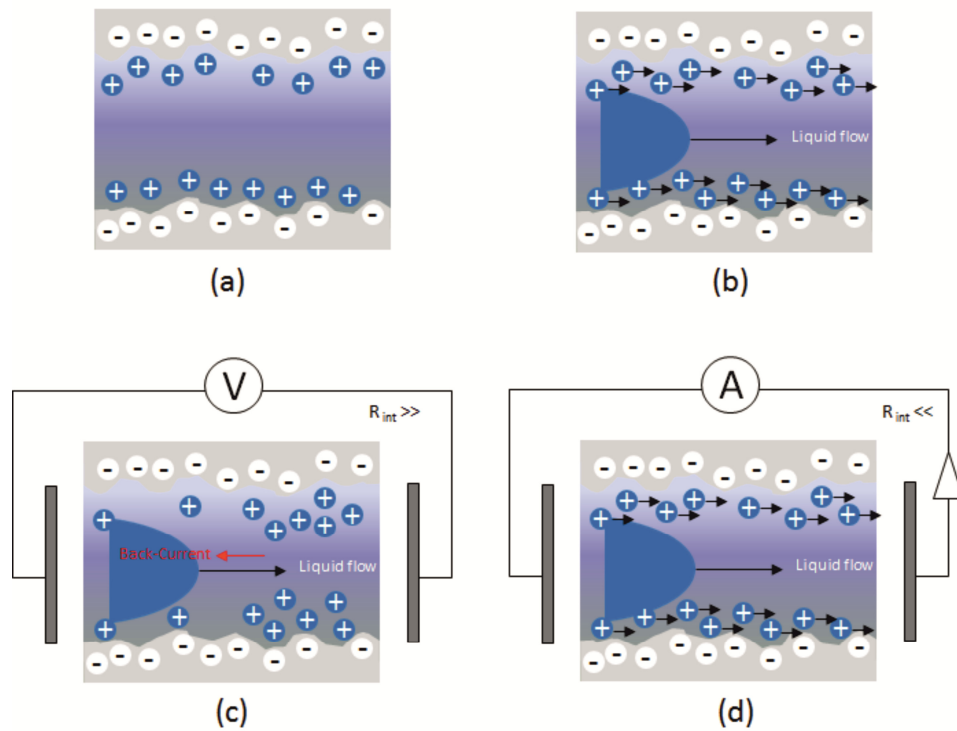 (a)
Liquid flow
(b)
V
R int >>
Back-Current
Liquid flow
(c)
A
R int <<
Liquid flow
(d)